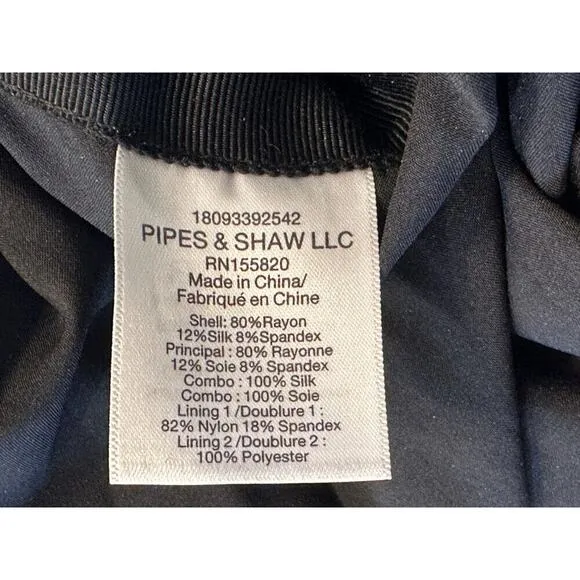 18093392542
PIPES & SHAW LLC
RN155820
Made in China/
Fabriqué en Chine
Shell: 80%Rayon
12%Silk 8%Spandex
Principal : 80% Rayonne
12% Soie 8% Spandex
Combo : 100% Silk
Combo : 100% Soie
Lining 1 /Doublure 1 :
82% Nylon 18% Spandex
Lining 2 /Doublure 2 :
100% Polyester